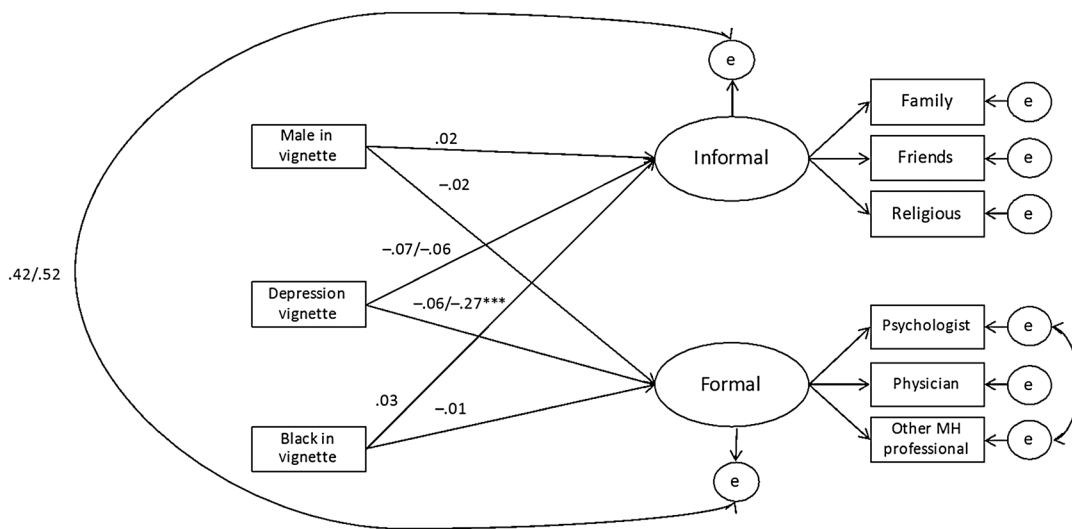 e
Male in
vignette
.02
–.02
Informal
Family
e
Friends
e
Religious
e
.42/.52
–.07/–.06
Depression
vignette
–.06/–.27***
.03
–.01
Black in
vignette
Formal
Psychologist
e
Physician
e
Other MH
professional
e
e